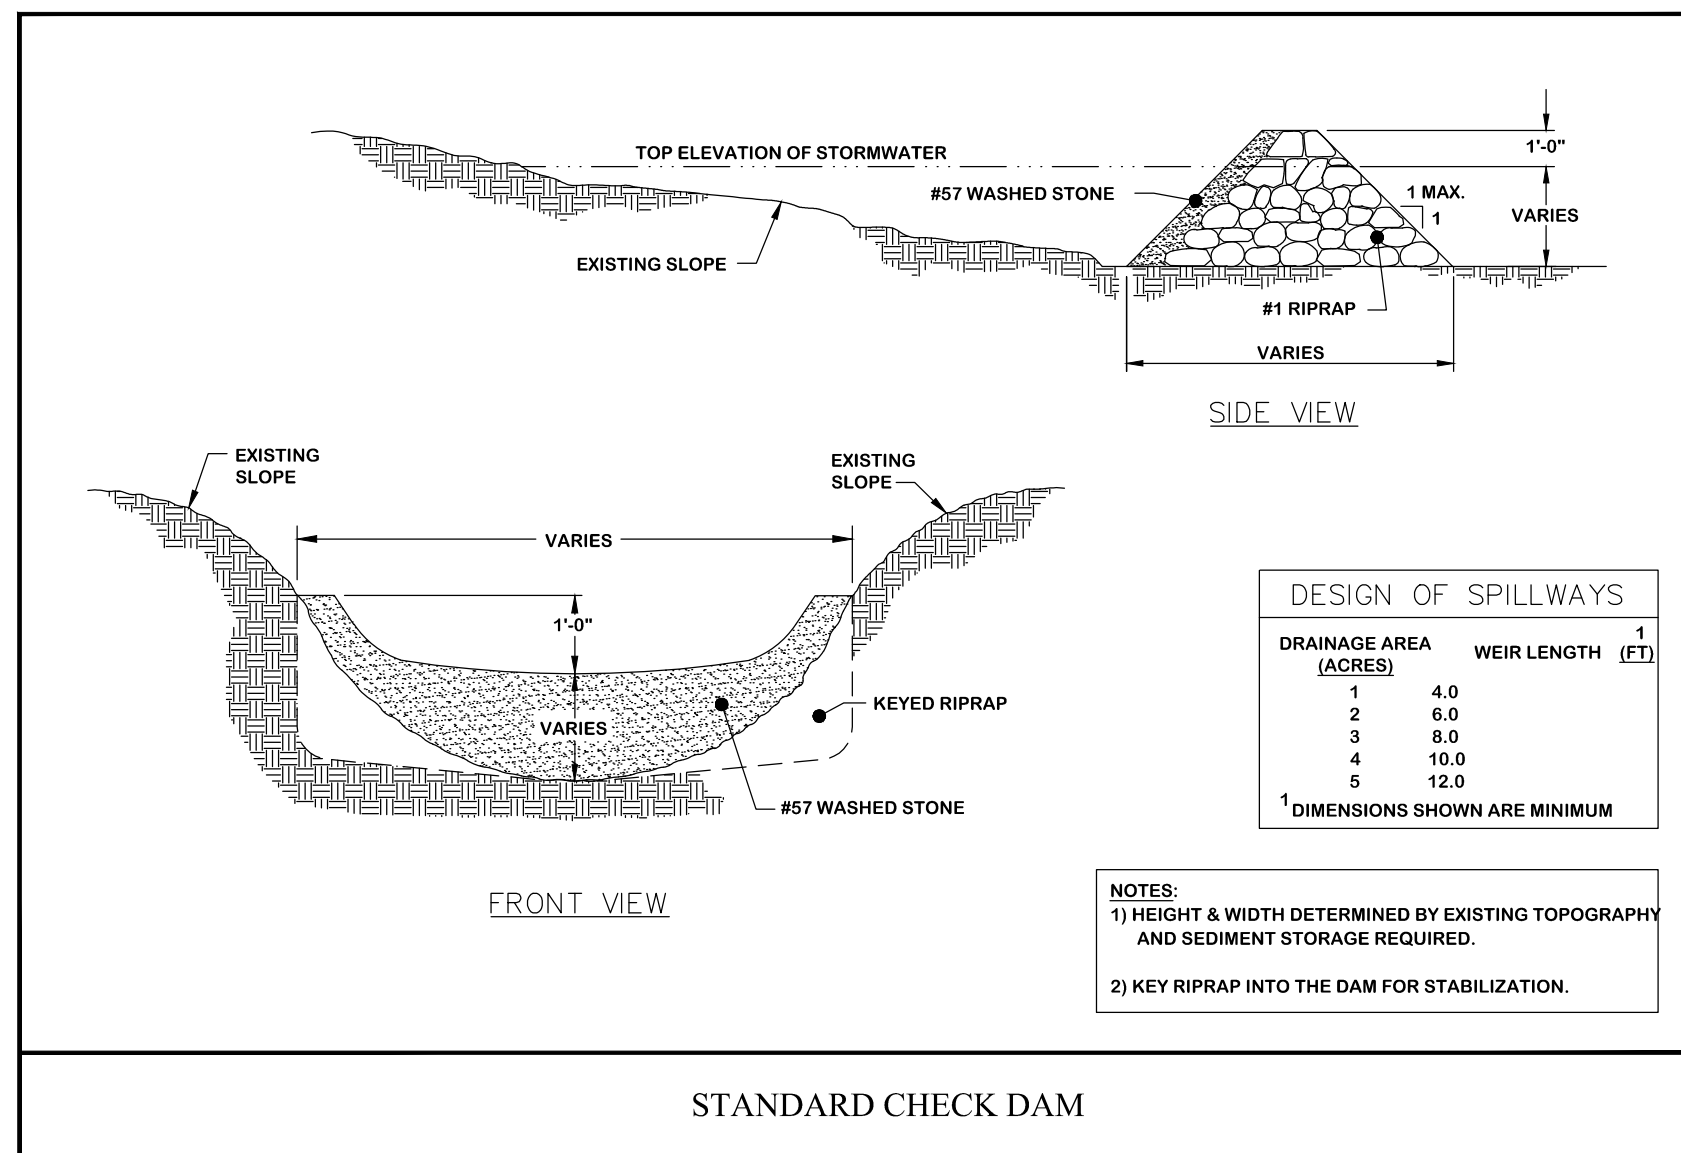 TOP ELEVATION OF STORMWATER
1'-0"
#57 WASHED STONE
1 MAX.
1
VARIES
EXISTING SLOPE
#1 RIPRAP
VARIES
SIDE VIEW
EXISTING
SLOPE
EXISTING
SLOPE
VARIES
1'-0"
KEYED RIPRAP
VARIES
#57 WASHED STONE
FRONT VIEW
DESIGN OF SPILLWAYS
DRAINAGE AREA
(ACRES)
WEIR LENGTH 1
(FT)
1 4.0
2 6.0
3 8.0
4 10.0
5 12.0
1 DIMENSIONS SHOWN ARE MINIMUM
NOTES:
1) HEIGHT & WIDTH DETERMINED BY EXISTING TOPOGRAPHY
AND SEDIMENT STORAGE REQUIRED.
2) KEY RIPRAP INTO THE DAM FOR STABILIZATION.
STANDARD CHECK DAM